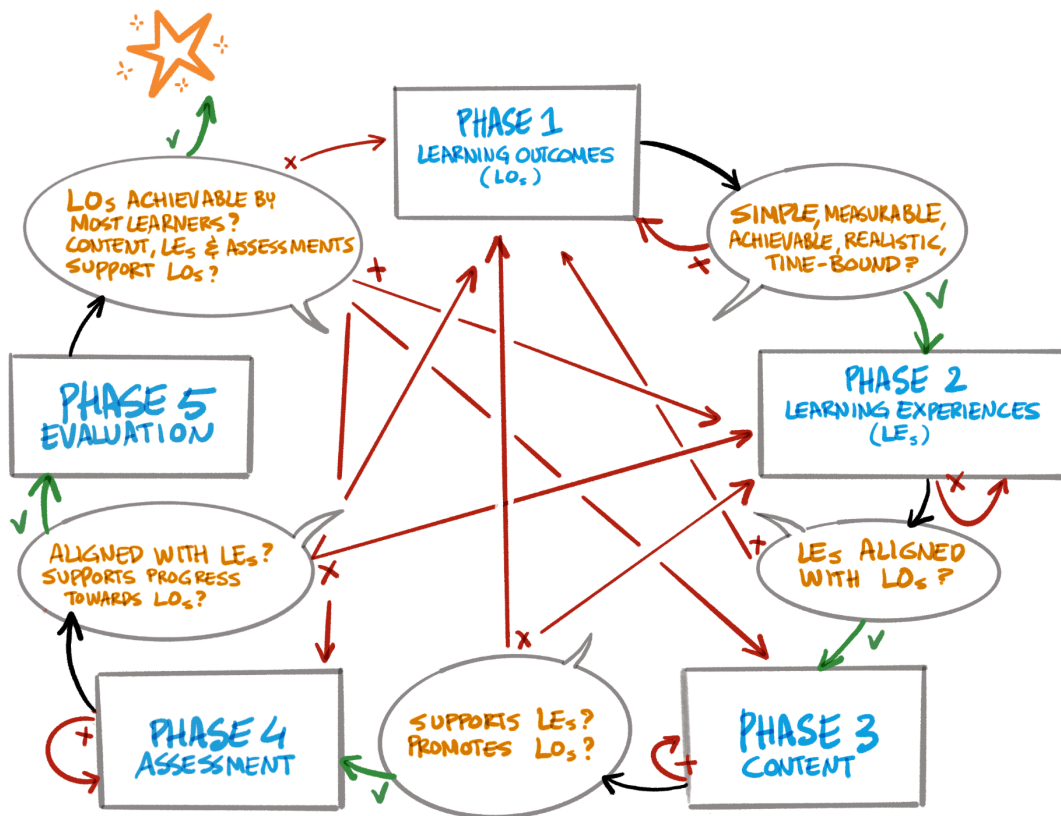 PHASE 1
LEARNING OUTCOMES
(LOs)
SIMPLE, MEASURABLE,
ACHIEVABLE, REALISTIC,
TIME-BOUND?
PHASE 2
LEARNING EXPERIENCES
(LEs)
LEs ALIGNED
WITH LOs?
PHASE 3
CONTENT
SUPPORTS LEs?
PROMOTES LOs?
PHASE 4
ASSESSMENT
ALIGNED WITH LEs?
SUPPORTS PROGRESS
TOWARDS LOs?
PHASE 5
EVALUATION
LOs ACHIEVABLE BY
MOST LEARNERS?
CONTENT, LEs & ASSESSMENTS
SUPPORT LOs?